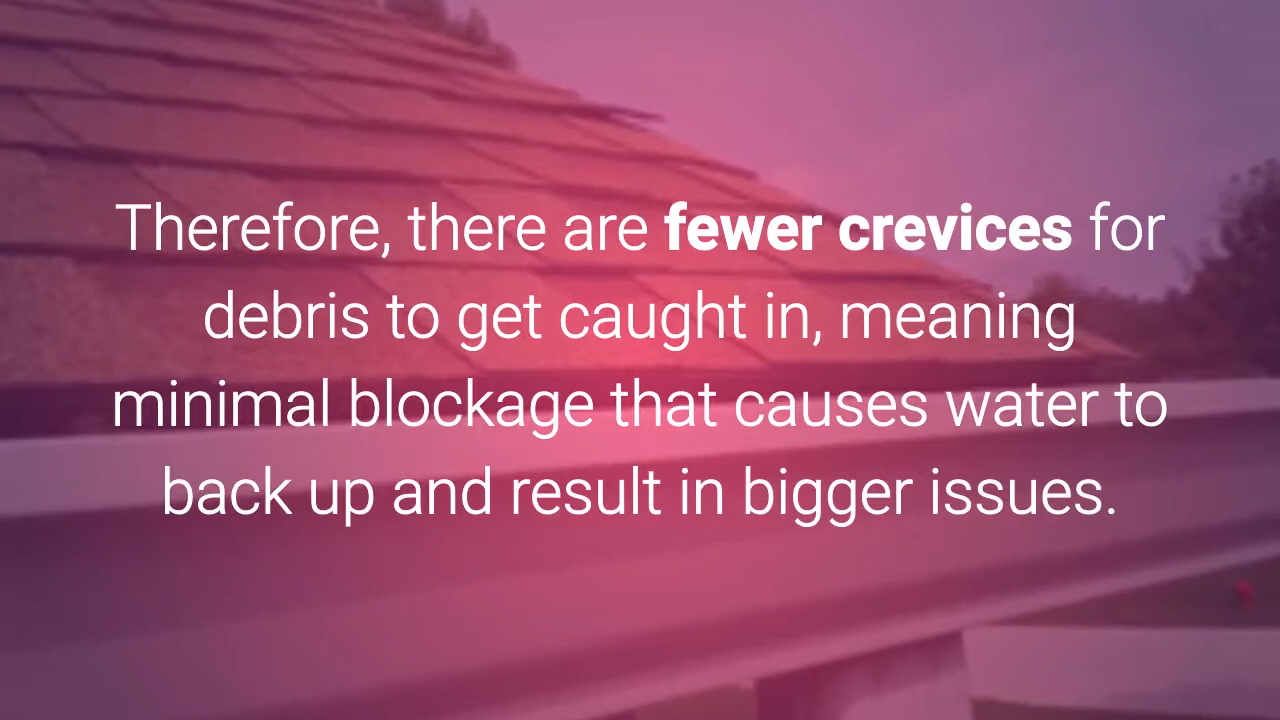 Therefore, there are fewer crevices for
debris to get caught in, meaning
minimal blockage that causes water to
back up and result in bigger issues.